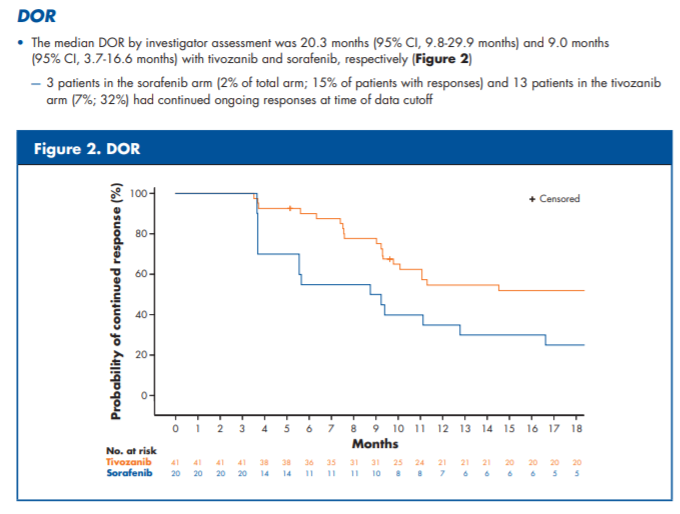 DOR
• The median DOR by investigator assessment was 20.3 months (95% CI, 9.8-29.9 months) and 9.0 months
(95% CI, 3.7-16.6 months) with tivozanib and sorafenib, respectively (Figure 2)
– 3 patients in the sorafenib arm (2% of total arm; 15% of patients with responses) and 13 patients in the tivozanib
arm (7%; 32%) had continued ongoing responses at time of data cutoff
Figure 2. DOR
Probability of continued response (%)
100
80
60
40
20
0
+ Censored
0 1 2 3 4 5 6 7 8 9 10 11 12 13 14 15 16 17 18
Months
No. at risk
Tivozanib 41 41 41 41 38 38 36 35 31 31 25 24 21 21 21 20 20 20 20
Sorafenib 20 20 20 20 14 14 11 11 11 10 8 8 7 6 6 6 6 5 5